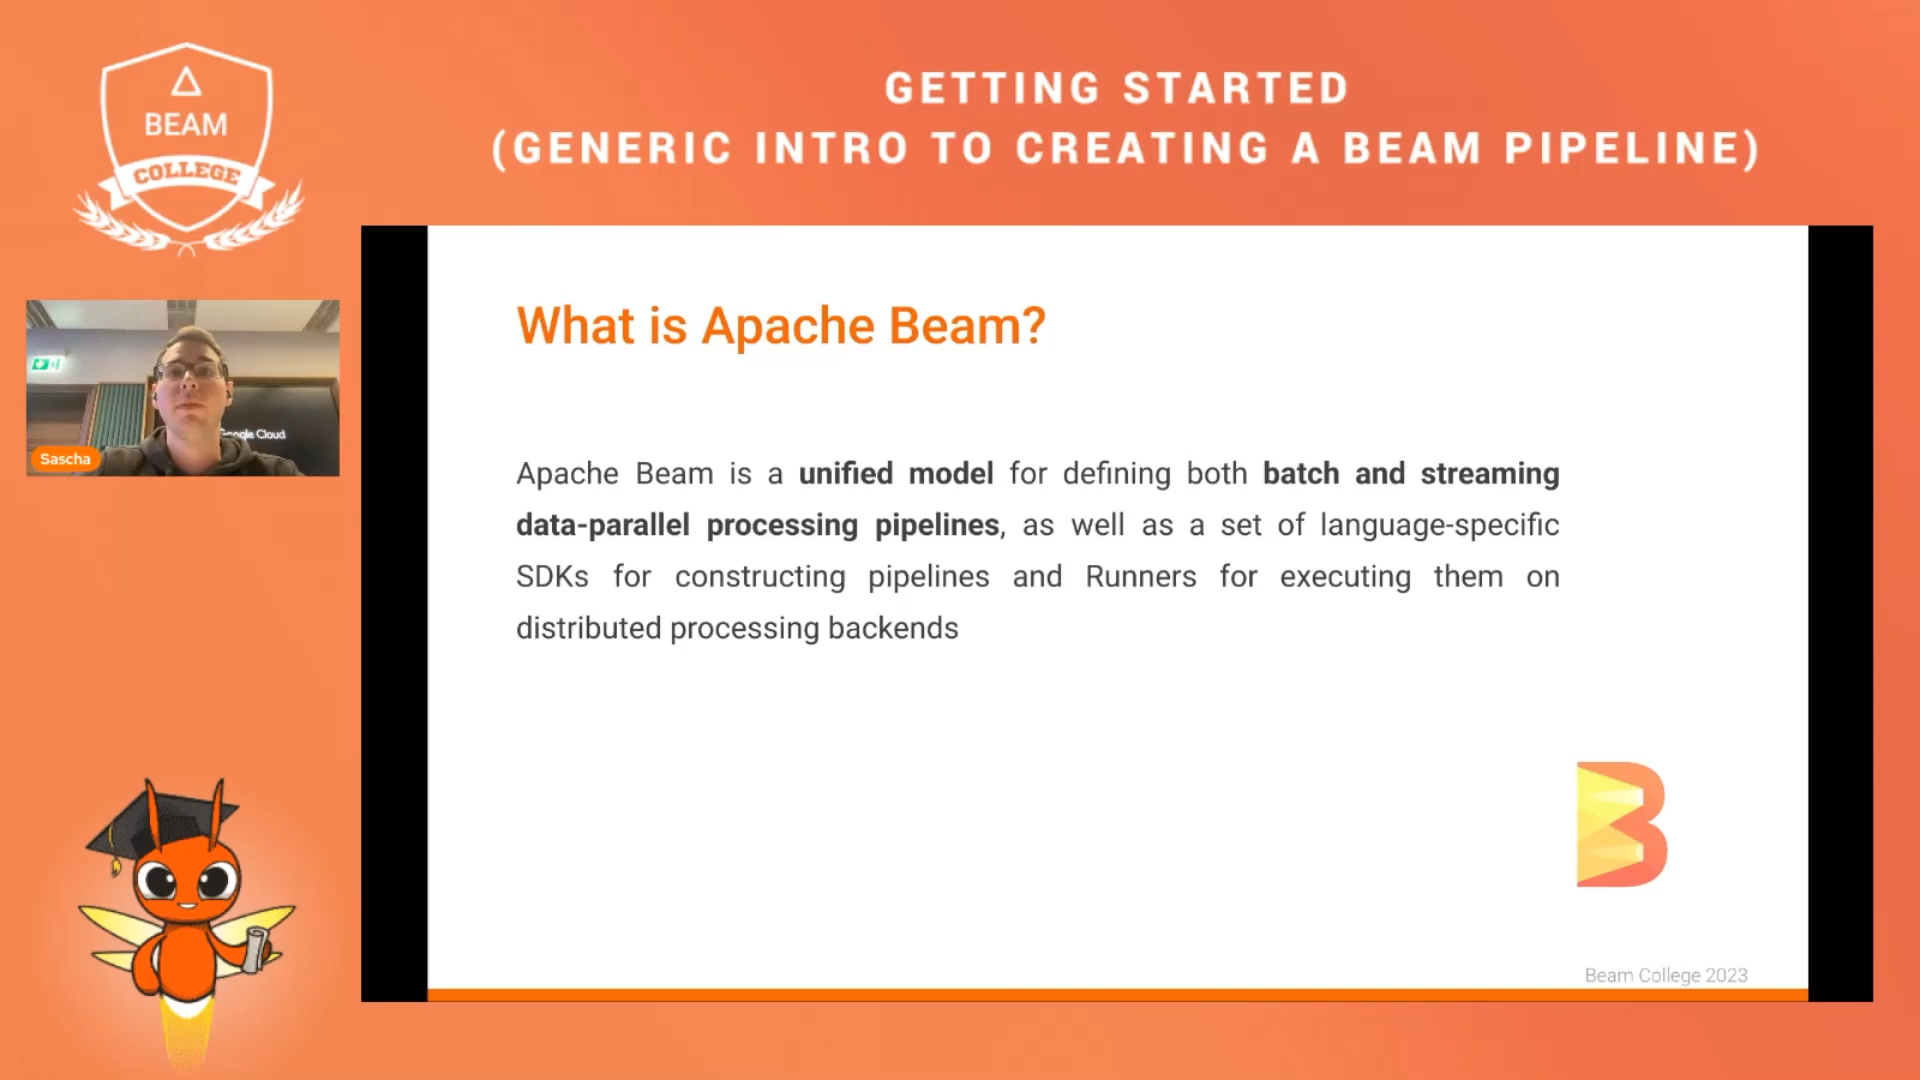 BEAM
COLLEGE
GETTING STARTED
(GENERIC INTRO TO CREATING A BEAM PIPELINE)
Google Cloud
Sascha
What is Apache Beam?
Apache Beam is a unified model for defining both batch and streaming
data-parallel processing pipelines, as well as a set of language-specific
SDKs for constructing pipelines and Runners for executing them on
distributed processing backends
Beam College 2023